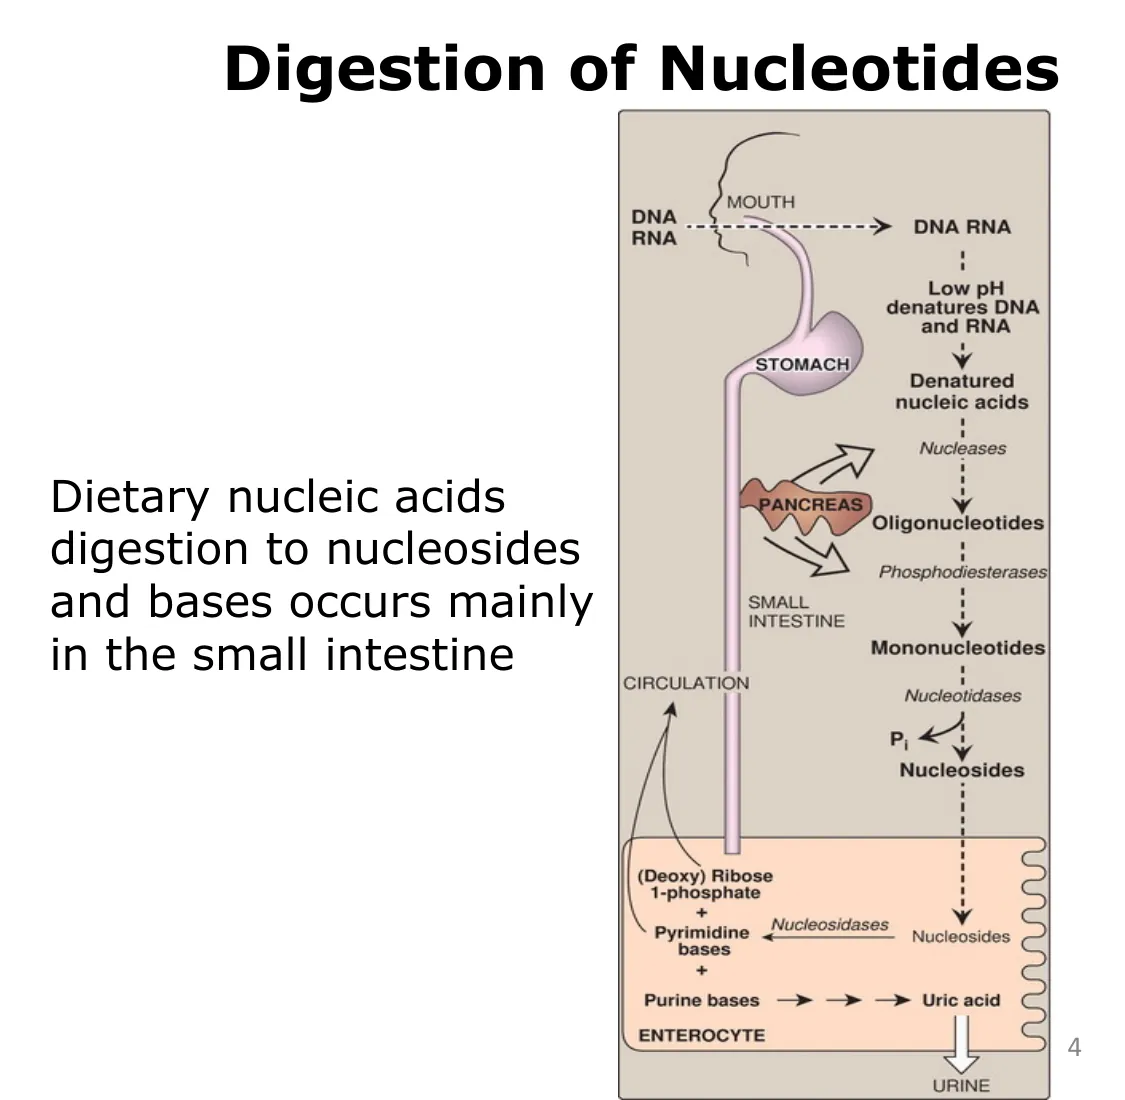 Digestion of Nucleotides
Dietary nucleic acids
digestion to nucleosides
and bases occurs mainly
in the small intestine
MOUTH
DNA
RNA
DNA RNA
Low pH
denatures DNA
and RNA
STOMACH
Denatured
nucleic acids
Nucleases
PANCREAS
Oligonucleotides
Phosphodiesterases
SMALL
INTESTINE
Mononucleotides
CIRCULATION
Nucleotidases
Pi
Nucleosides
(Deoxy) Ribose
1-phosphate
+
Pyrimidine
bases
+
Nucleosidases
Nucleosides
Purine bases
Uric acid
ENTEROCYTE
URINE
4